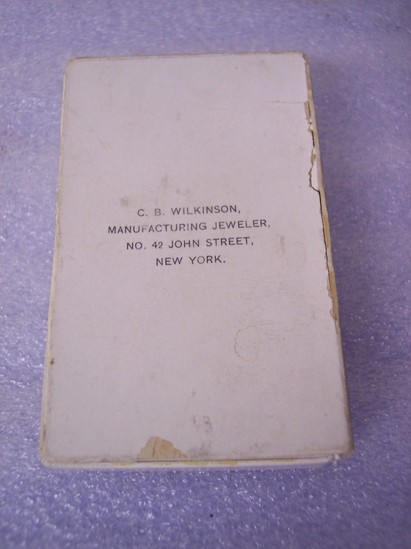 C. B. WILKINSON,
MANUFACTURING JEWELER,
NO. 42 JOHN STREET,
NEW YORK.